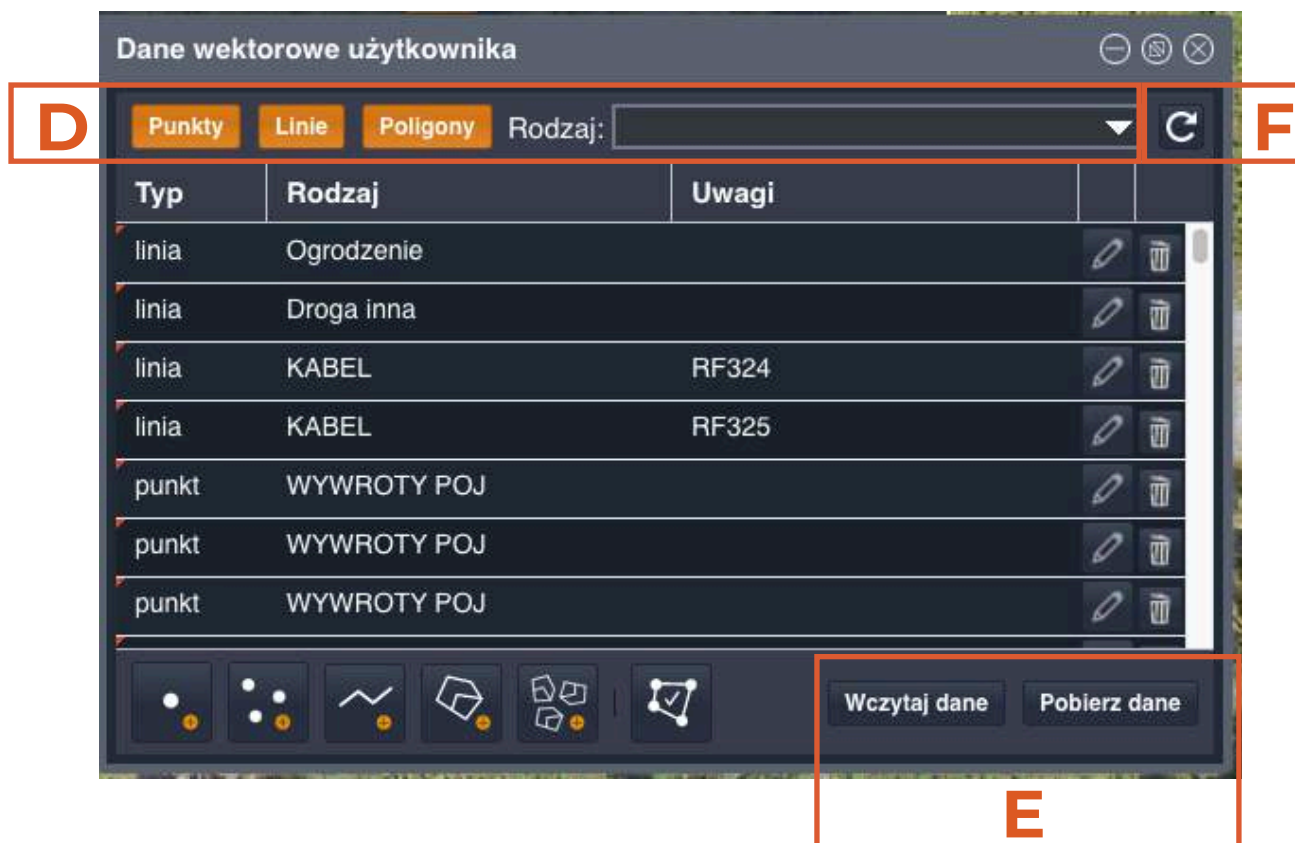 Dane wektorowe użytkownika
D Punkty Linie Poligony Rodzaj: F
Typ Rodzaj Uwagi
linia Ogrodzenie
linia Droga inna
linia KABEL RF324
linia KABEL RF325
punkt WYWROTY POJ
punkt WYWROTY POJ
punkt WYWROTY POJ
Wczytaj dane Pobierz dane
E